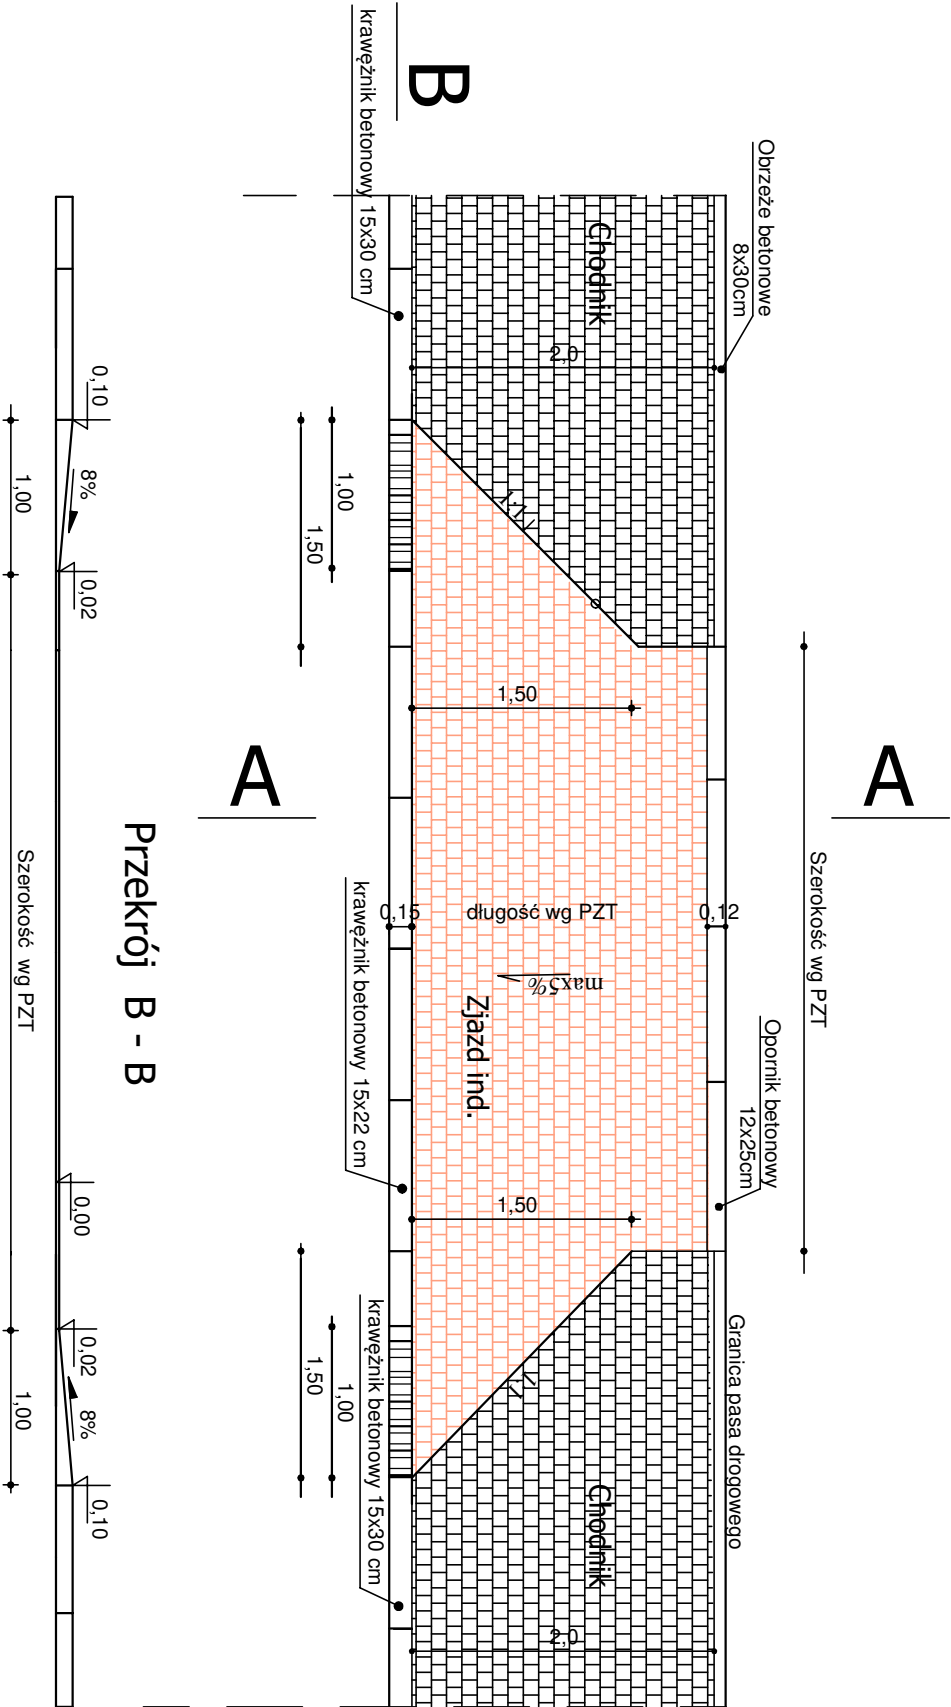 B
krawężnik betonowy 15x30 cm
Obrzeże betonowe
8x30cm
Chodnik
2,0
1:1
1,00
1,50
1,50
A
A
Szerokość wg PZT
0,15
długość wg PZT
0,12
max5%
Zjazd ind.
krawężnik betonowy 15x22 cm
Opornik betonowy
12x25cm
1,50
1:1
1,50
1,00
krawężnik betonowy 15x30 cm
Granica pasa drogowego
Chodnik
2,0
Przekrój B - B
0,10
8%
0,02
1,00
Szerokość wg PZT
0,00
0,02
8%
0,10
1,00